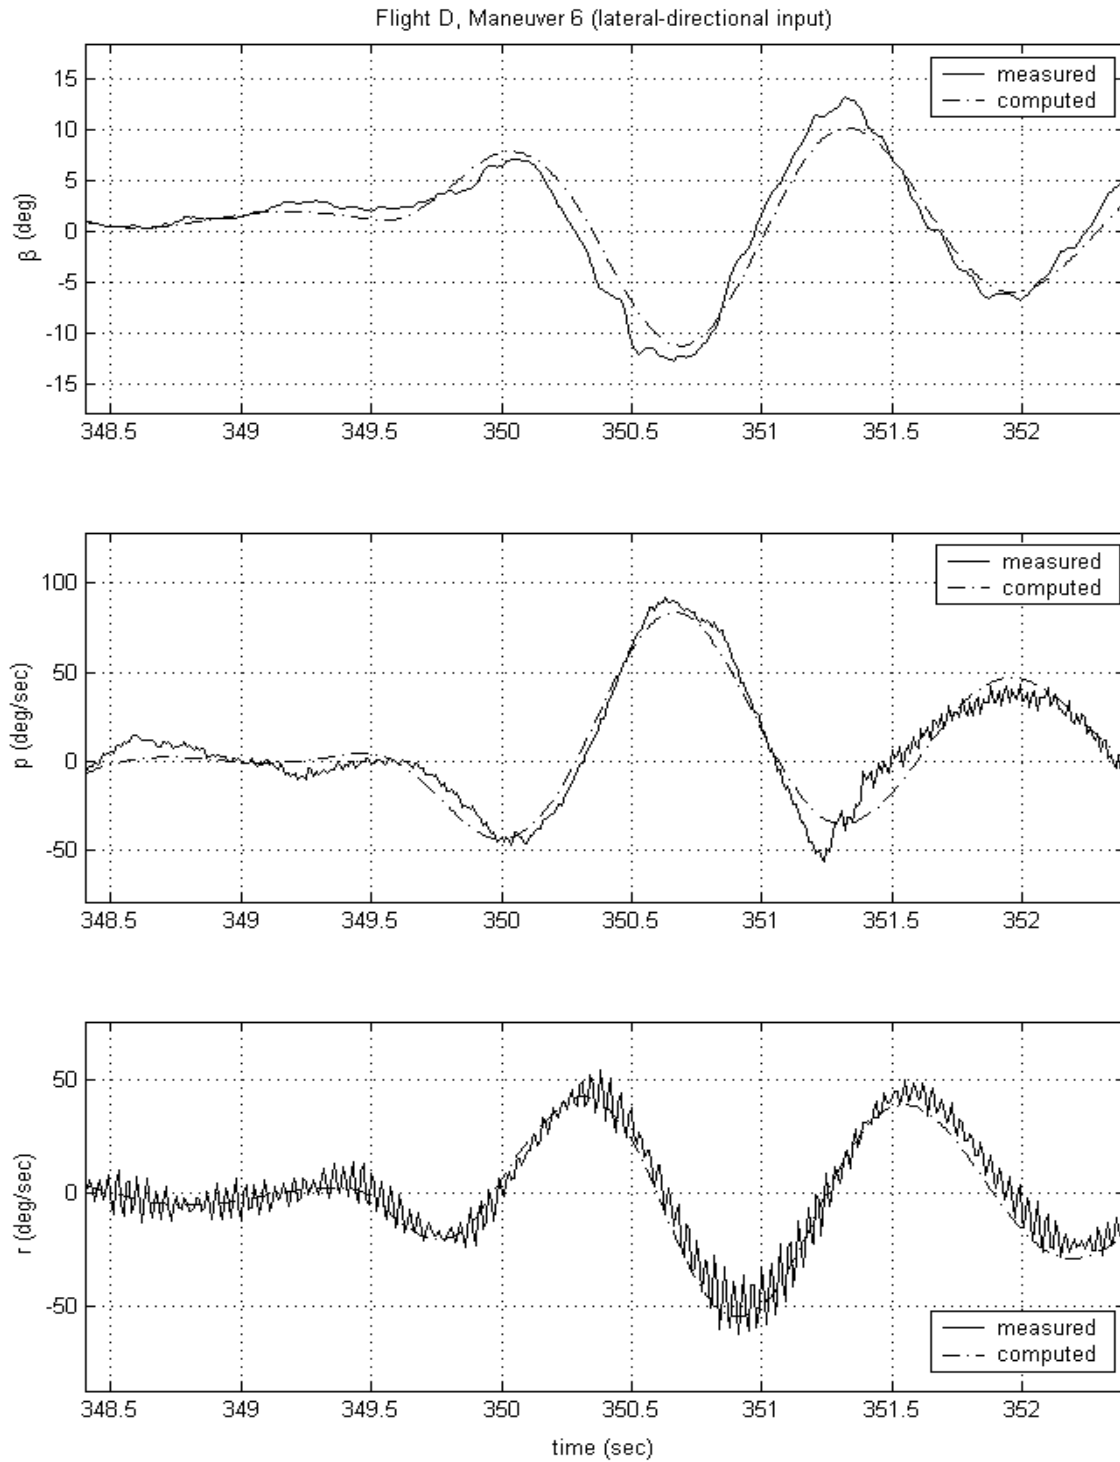 Flight D, Maneuver 6 (lateral-directional input)
15
10
5
0
-5
-10
-15
β (deg)
measured
computed
348.5 349 349.5 350 350.5 351 351.5 352
100
50
0
-50
p (deg/sec)
measured
computed
348.5 349 349.5 350 350.5 351 351.5 352
50
0
-50
r (deg/sec)
measured
computed
348.5 349 349.5 350 350.5 351 351.5 352
time (sec)